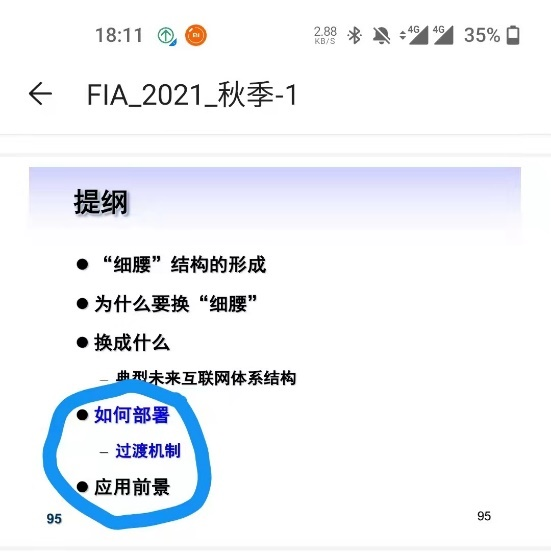 18:11
2.88
KB/S
4G 4G 35%
FIA_2021_秋季-1
提纲
● “细腰”结构的形成
● 为什么要换“细腰”
● 换成什么
– 典型未来互联网体系结构
● 如何部署
– 过渡机制
● 应用前景
95
95